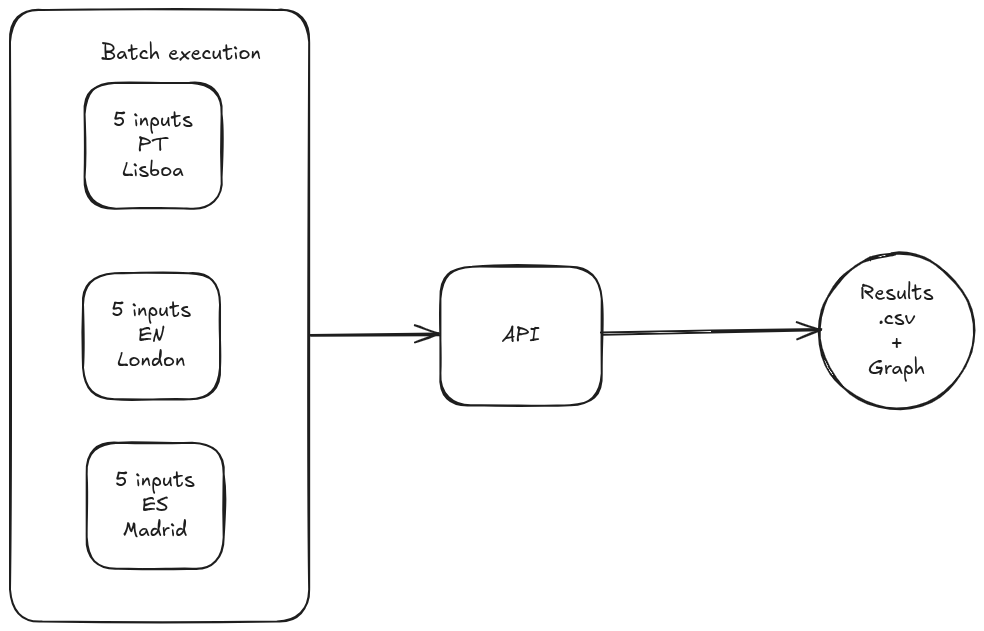 Batch execution
5 inputs
PT
Lisboa
5 inputs
EN
London
5 inputs
ES
Madrid
API
Results
.csv
+
Graph